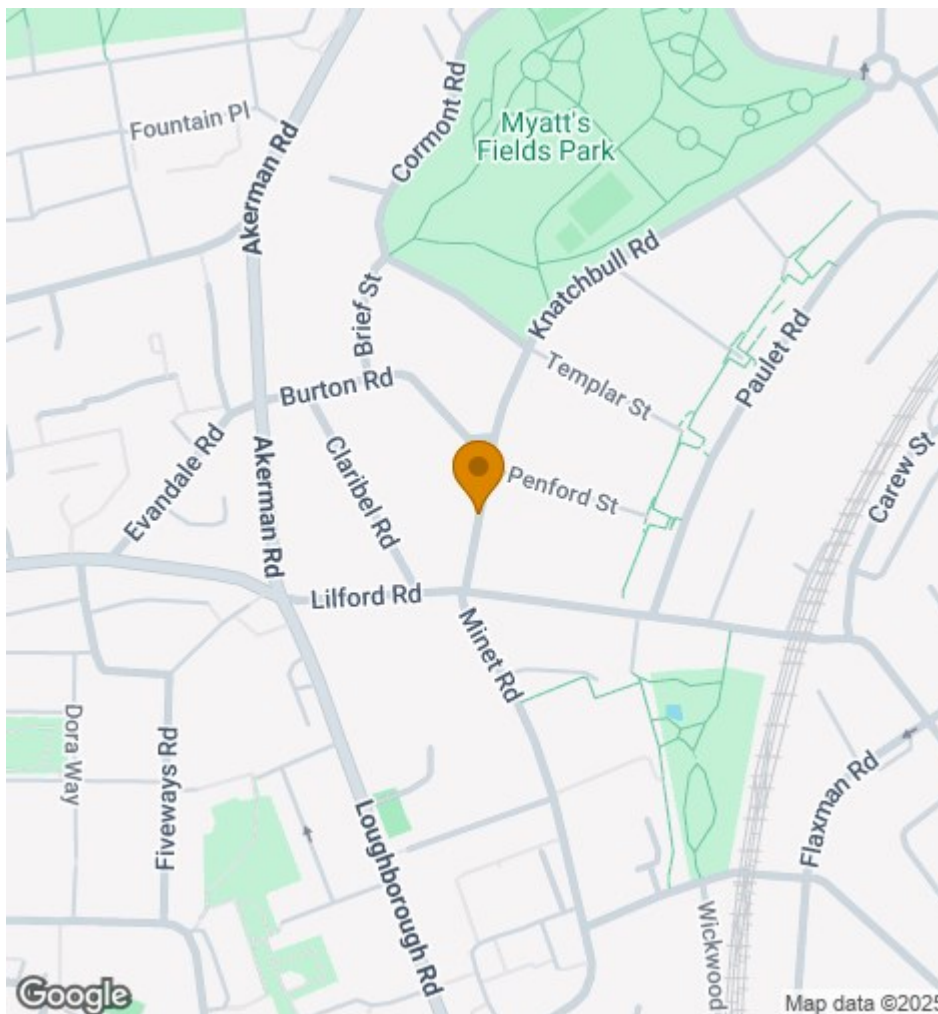 Fountain Pl
Akerman Rd
Cormont Rd
Myatt's
Fields Park
Knatchbull Rd
Brief St
Burton Rd
Templar St
Paulet Rd
Evandale Rd
Claribel Rd
Akerman Rd
Penford St
Carew St
Lilford Rd
Minet Rd
Dora Way
Fiveways Rd
Loughborough Rd
Flaxman Rd
Wickwood
Google
Map data ©2025